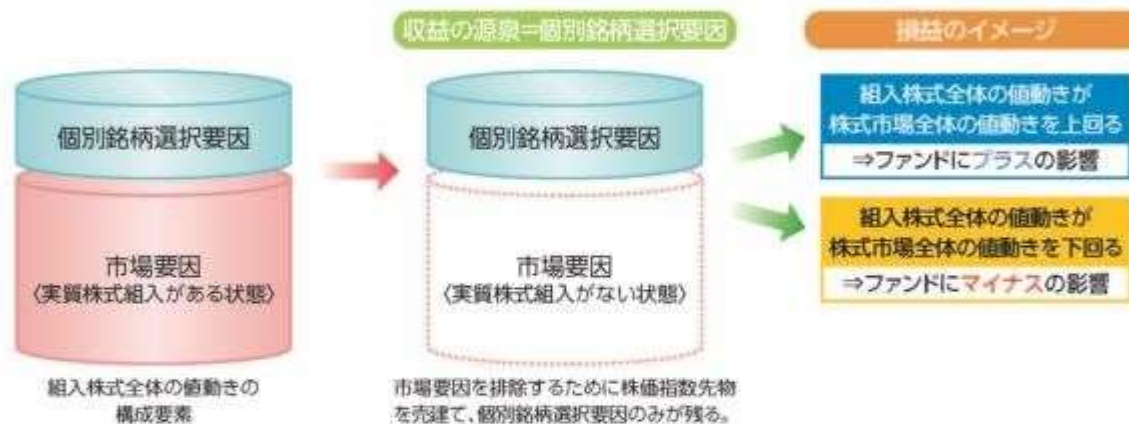 収益の源泉＝個別銘柄選択要因
損益のイメージ
個別銘柄選択要因
市場要因
〈実質株式組入がある状態〉
組入株式全体の値動きの
構成要素
個別銘柄選択要因
市場要因
〈実質株式組入がない状態〉
市場要因を排除するために株価指数先物
を売建て、個別銘柄選択要因のみが残る。
組入株式全体の値動きが
株式市場全体の値動きを上回る
⇒ファンドにプラスの影響
組入株式全体の値動きが
株式市場全体の値動きを下回る
⇒ファンドにマイナスの影響